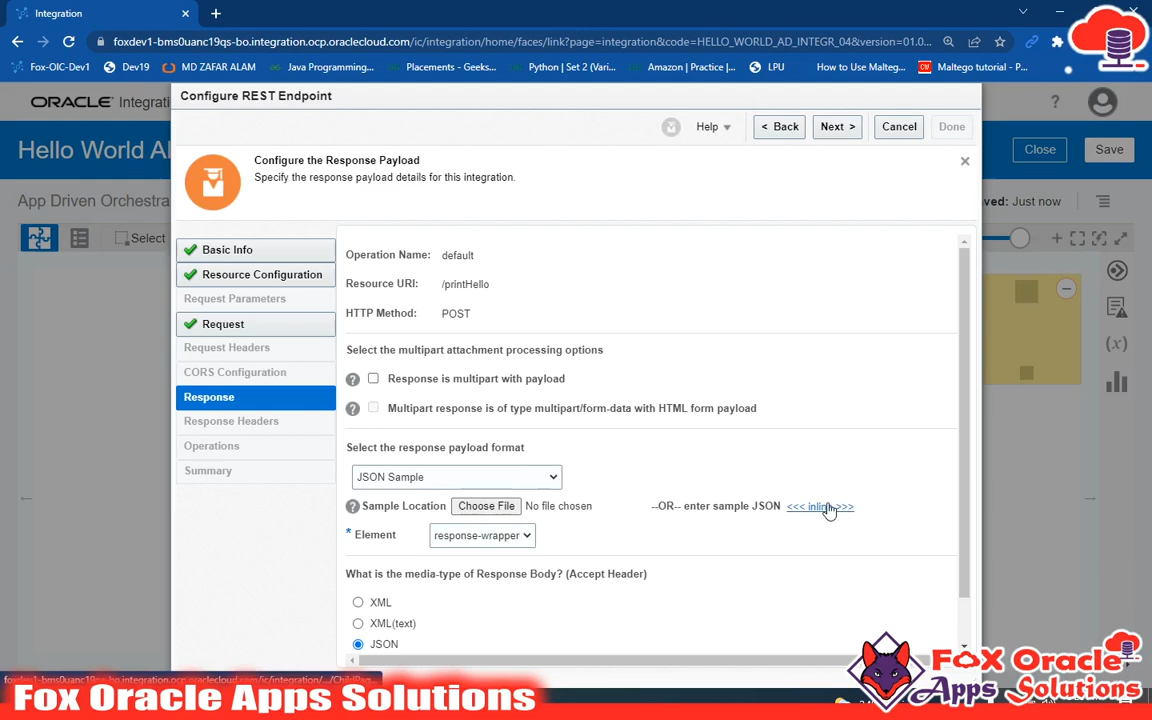 Integration
foxdev1-bms0uanc19qs-bo.integration.ocp.oraclecloud.com/ic/integration/home/faces/link?page=integration&code=HELLO_WORLD_AD_INTEGR_04&version=01.0...
Fox-OIC-Dev1 Dev19 MD ZAFAR ALAM Java Programming... Placements - Geeks... Python | Set 2 (Vari... Amazon | Practice |... LPU How to Use Malteg... Maltego tutorial - P...
ORACLE Integrat
Configure REST Endpoint
Help < Back Next > Cancel Done
Hello World A
Close Save
Configure the Response Payload
Specify the response payload details for this integration.
App Driven Orchestra
ved: Just now
Select
Basic Info
Resource Configuration
Request Parameters
Request
Request Headers
CORS Configuration
Response
Response Headers
Operations
Summary
Operation Name: default
Resource URI: /printHello
HTTP Method: POST
Select the multipart attachment processing options
Response is multipart with payload
Multipart response is of type multipart/form-data with HTML form payload
Select the response payload format
JSON Sample
Sample Location Choose File No file chosen --OR-- enter sample JSON <<< inline >>>
* Element response-wrapper
What is the media-type of Response Body? (Accept Header)
XML
XML(text)
JSON
Fox Oracle Apps Solutions
FOX Oracle
Apps Solutions